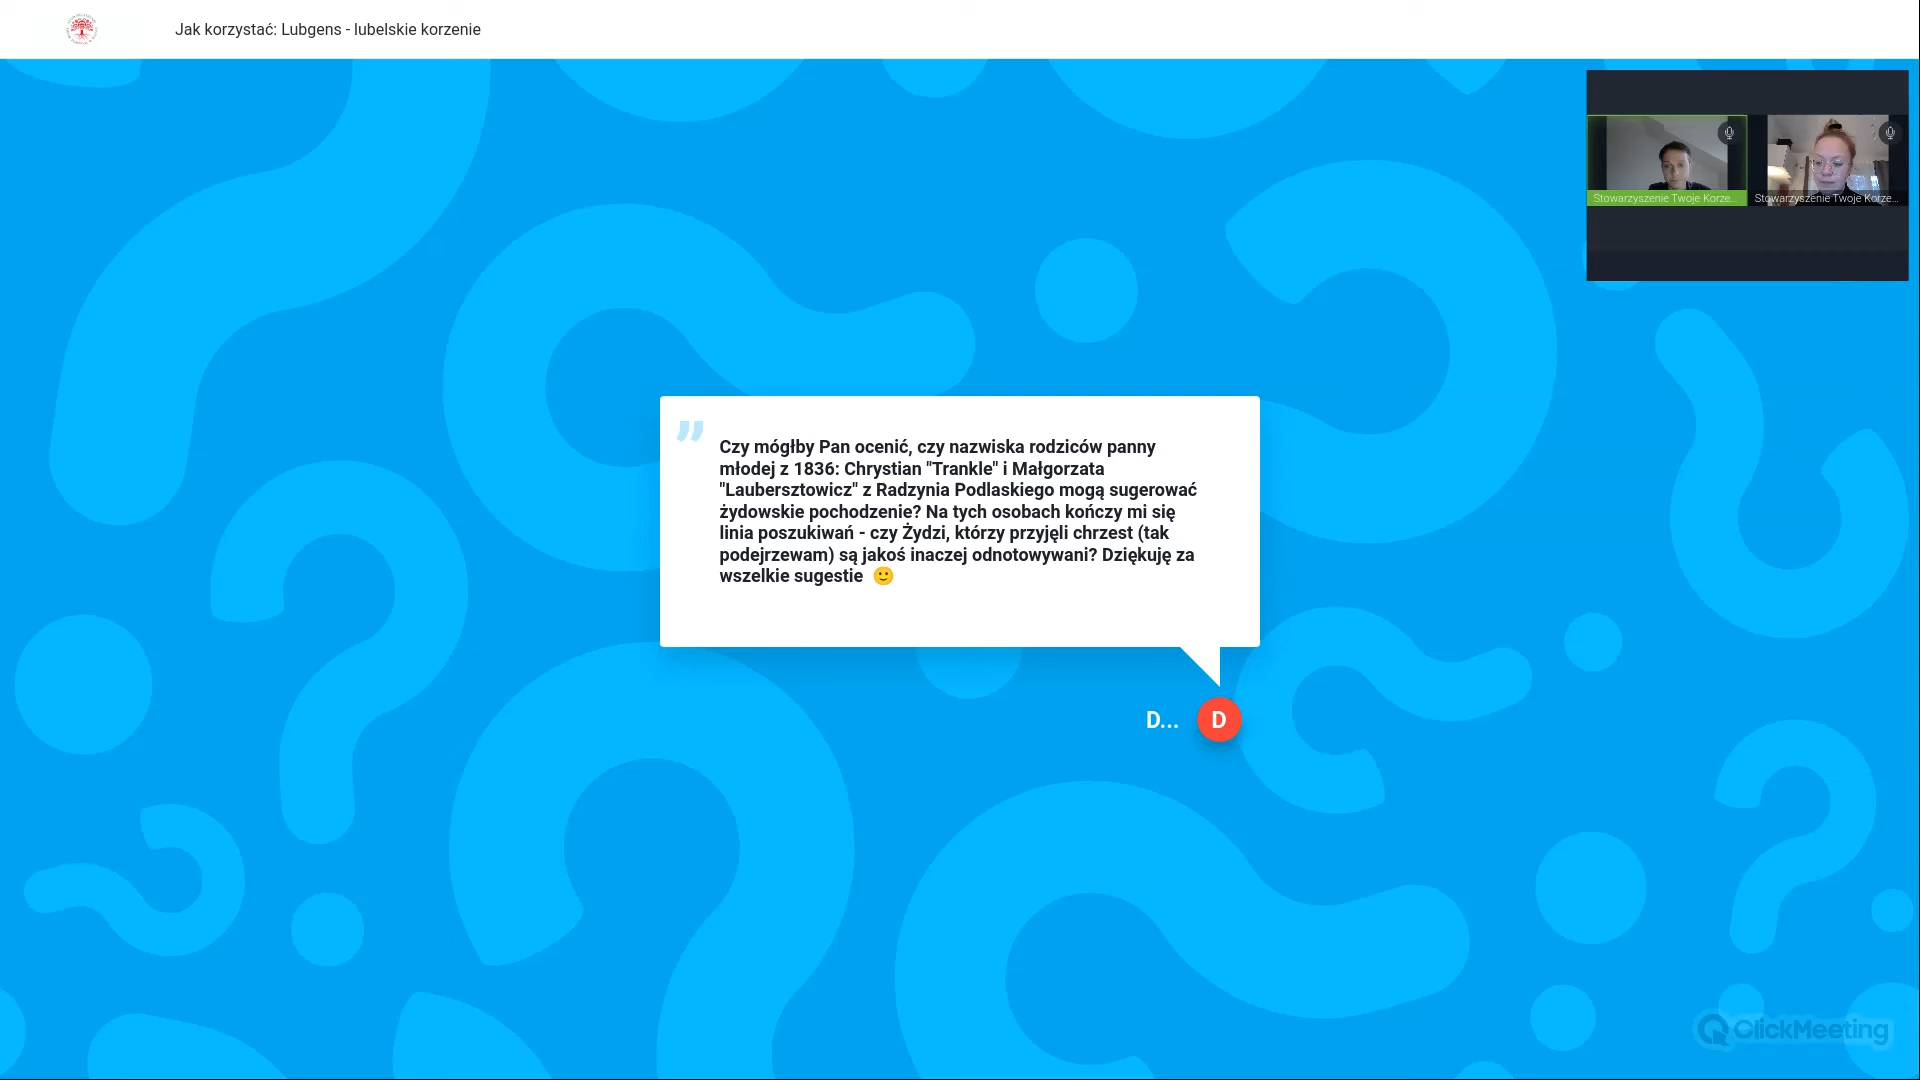 Jak korzystać: Lubgens - lubelskie korzenie
Stowarzyszenie Twoje Korze...
Stowarzyszenie Twoje Korze...
Czy mógłby Pan ocenić, czy nazwiska rodziców panny
młodej z 1836: Chrystian "Trankle" i Małgorzata
"Laubersztowicz" z Radzynia Podlaskiego mogą sugerować
żydowskie pochodzenie? Na tych osobach kończy mi się
linia poszukiwań - czy Żydzi, którzy przyjęli chrzest (tak
podejrzewam) są jakoś inaczej odnotowywani? Dziękuję za
wszelkie sugestie 🙂
D... D
ClickMeeting